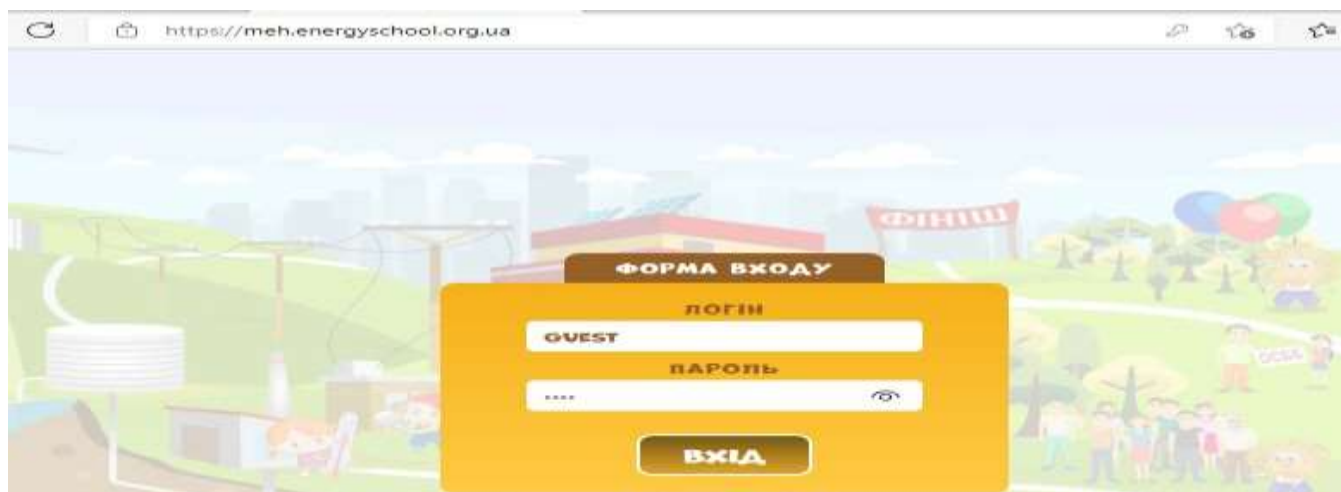 https://meh.energyschool.org.ua
ФІНІШ
ФОРМА ВХОДУ
ЛОГІН
GUEST
ПАРОЛЬ
····
ВХІД